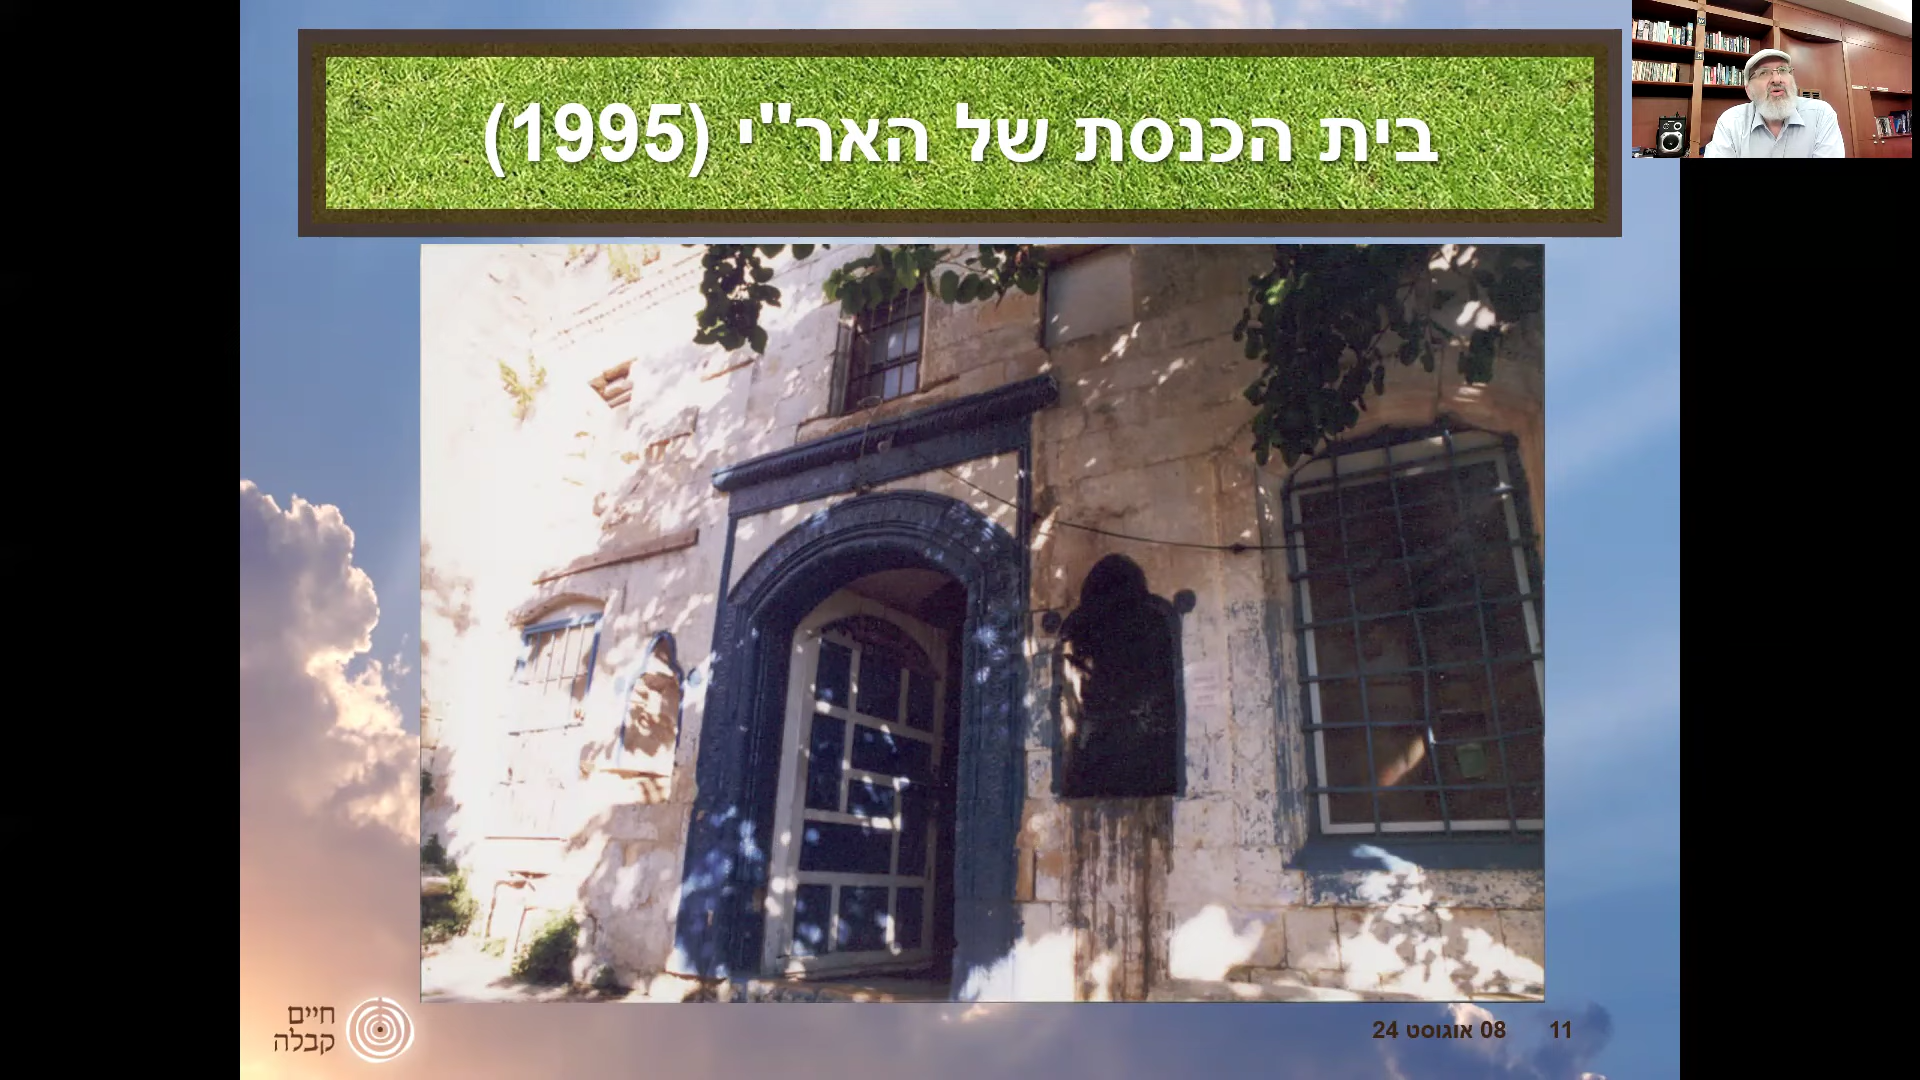 בית הכנסת של האר"י (1995)
חיים
קבלה
08 אוגוסט 24
11